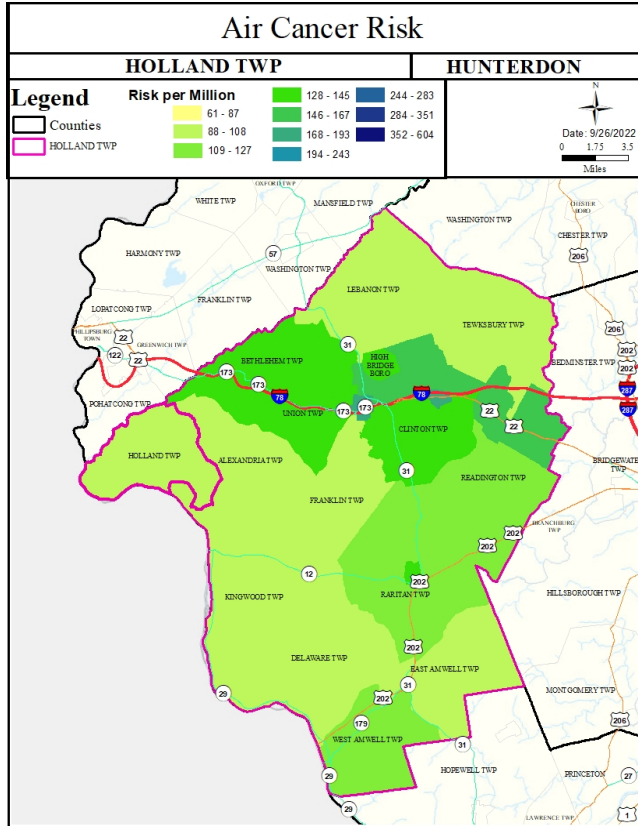 Air Cancer Risk
HOLLAND TWP
HUNTERDON
Legend
Counties
HOLLAND TWP
Risk per Million
61 - 87
88 - 108
109 - 127
128 - 145
146 - 167
168 - 193
194 - 243
244 - 283
284 - 351
352 - 604
N
Date: 9/26/2022
0 1.75 3.5
Miles
OXFORD TWP
WHITE TWP
MANSFIELD TWP
WASHINGTON TWP
CHESTER
BORO
CHESTER TWP
206
HARMONY TWP
57
WASHINGTON TWP
LEBANON TWP
FRANKLIN TWP
LOPATCONG TWP
TEWKSBURY TWP
PHILLIPSBURG
TOWN
22
122
22
GREENWICH TWP
31
206
202
BEDMINSTER TWP
202
BETHLEHEM TWP
HIGH
BRIDGE
BORO
173
173
78
173
173
78
287
287
POHATCONG TWP
UNION TWP
CLINTON TWP
22
22
HOLLAND TWP
ALEXANDRIA TWP
31
READINGTON TWP
BRIDGEWATER
TWP
FRANKLIN TWP
BRANCHBURG
TWP
202
202
12
202
KINGWOOD TWP
RARITAN TWP
HILLSBOROUGH TWP
202
DELAWARE TWP
EAST AMWELL TWP
29
31
202
MONTGOMERY TWP
179
206
WEST AMWELL TWP
31
HOPEWELL TWP
29
PRINCETON
27
29
LAWRENCE TWP
1